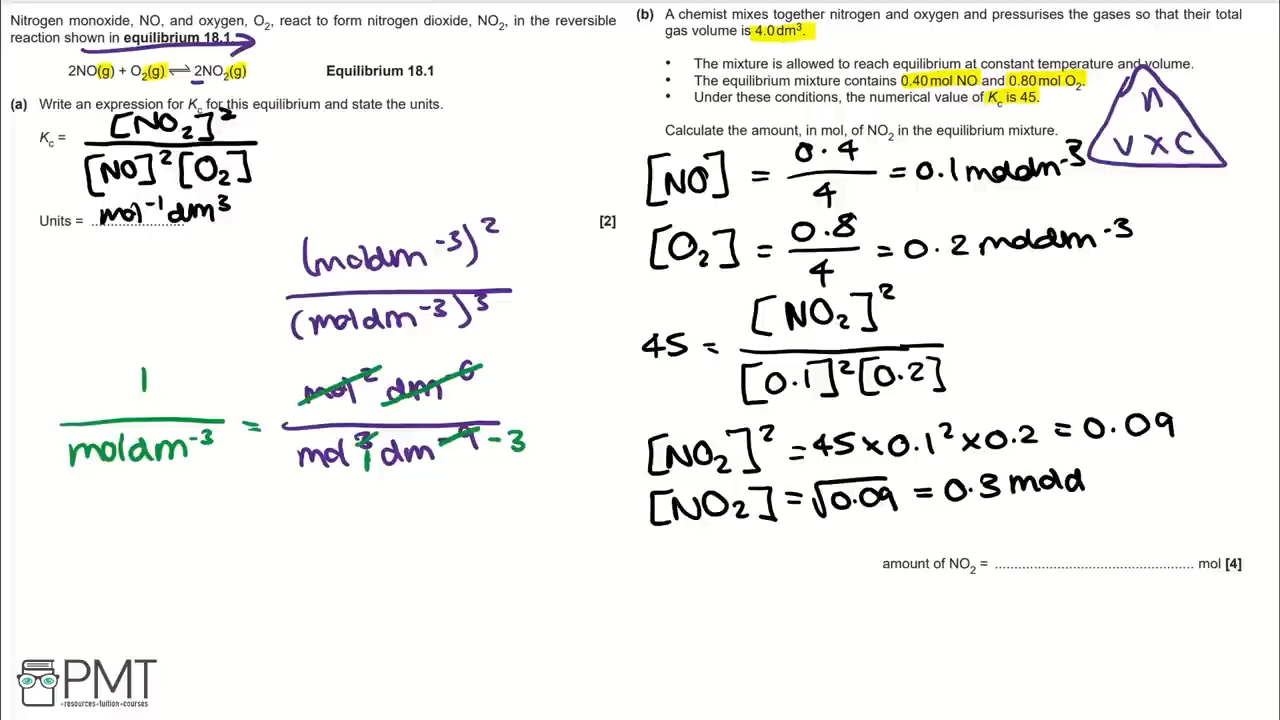 Nitrogen monoxide, NO, and oxygen, O₂, react to form nitrogen dioxide, NO₂, in the reversible
reaction shown in equilibrium 18.1.
2NO(g) + O₂(g) ⇌ 2NO₂(g) Equilibrium 18.1
(a) Write an expression for Kc for this equilibrium and state the units.
Kc = [NO₂]² / [NO]² [O₂]
Units = mol⁻¹ dm³
[2]
(moldm⁻³)²
(moldm⁻³)³
1
moldm⁻³
=
mol² dm⁻⁶
mol³ 1 dm⁻⁹ -3
PMT
resources•tuition•courses
(b) A chemist mixes together nitrogen and oxygen and pressurises the gases so that their total
gas volume is 4.0 dm³.
• The mixture is allowed to reach equilibrium at constant temperature and volume.
• The equilibrium mixture contains 0.40 mol NO and 0.80 mol O₂.
• Under these conditions, the numerical value of Kc is 45.
Calculate the amount, in mol, of NO₂ in the equilibrium mixture.
n
v x c
[NO] = 0.4 / 4 = 0.1 moldm⁻³
[O₂] = 0.8 / 4 = 0.2 moldm⁻³
45 = [NO₂]² / [0.1]² [0.2]
[NO₂]² = 45 × 0.1² × 0.2 = 0.09
[NO₂] = √0.09 = 0.3 mold
amount of NO₂ = .................................................. mol [4]